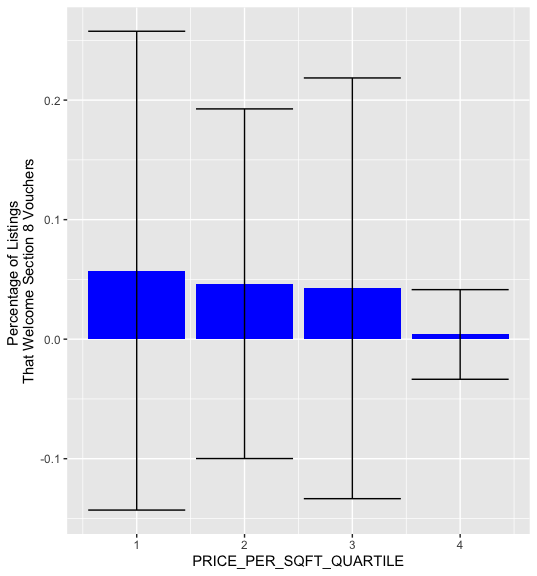 Percentage of Listings
That Welcome Section 8 Vouchers
0.2
0.1
0.0
-0.1
1 2 3 4
PRICE_PER_SQFT_QUARTILE